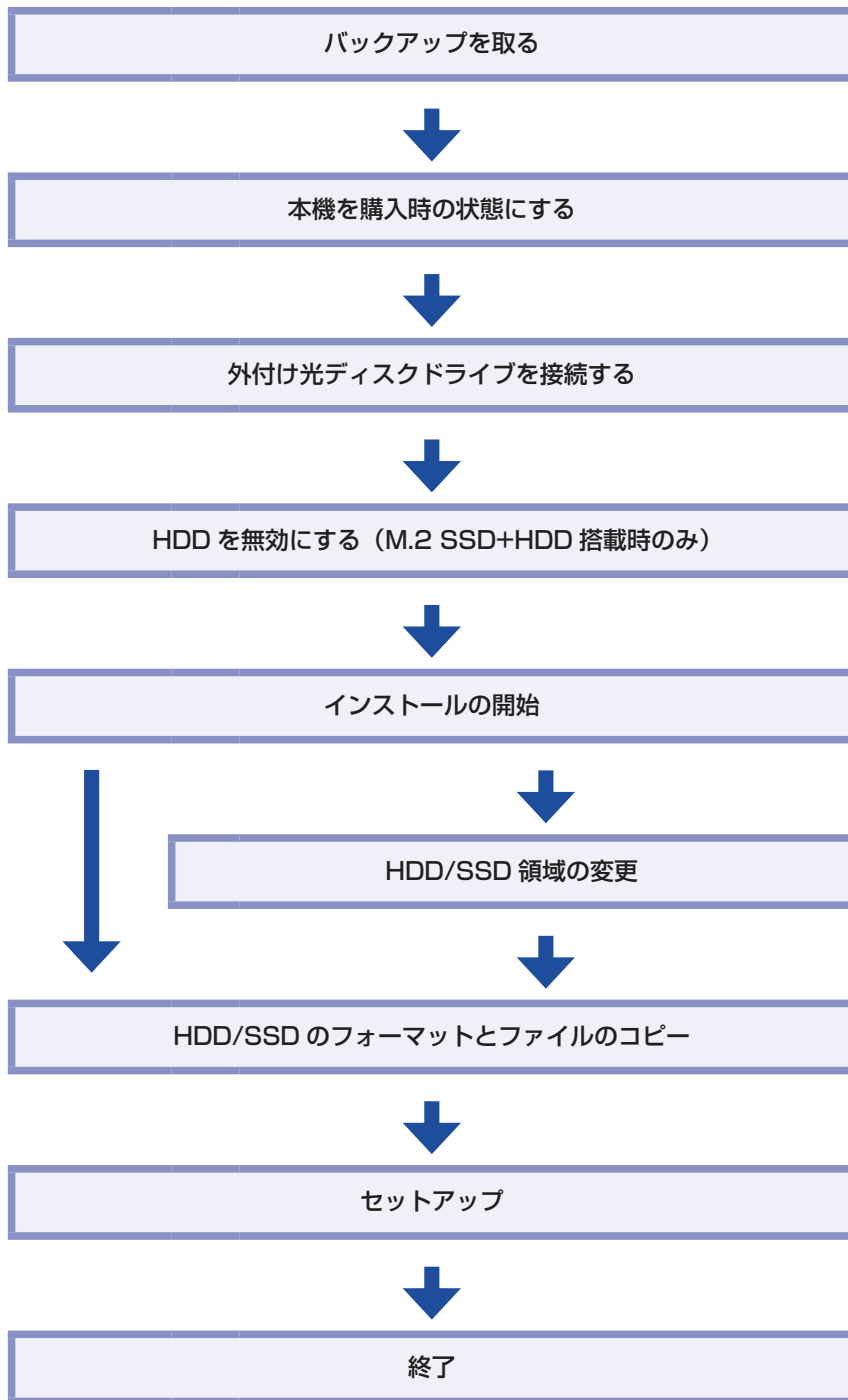 バックアップを取る
本機を購入時の状態にする
外付け光ディスクドライブを接続する
HDD を無効にする（M.2 SSD+HDD 搭載時のみ）
インストールの開始
HDD/SSD 領域の変更
HDD/SSD のフォーマットとファイルのコピー
セットアップ
終了